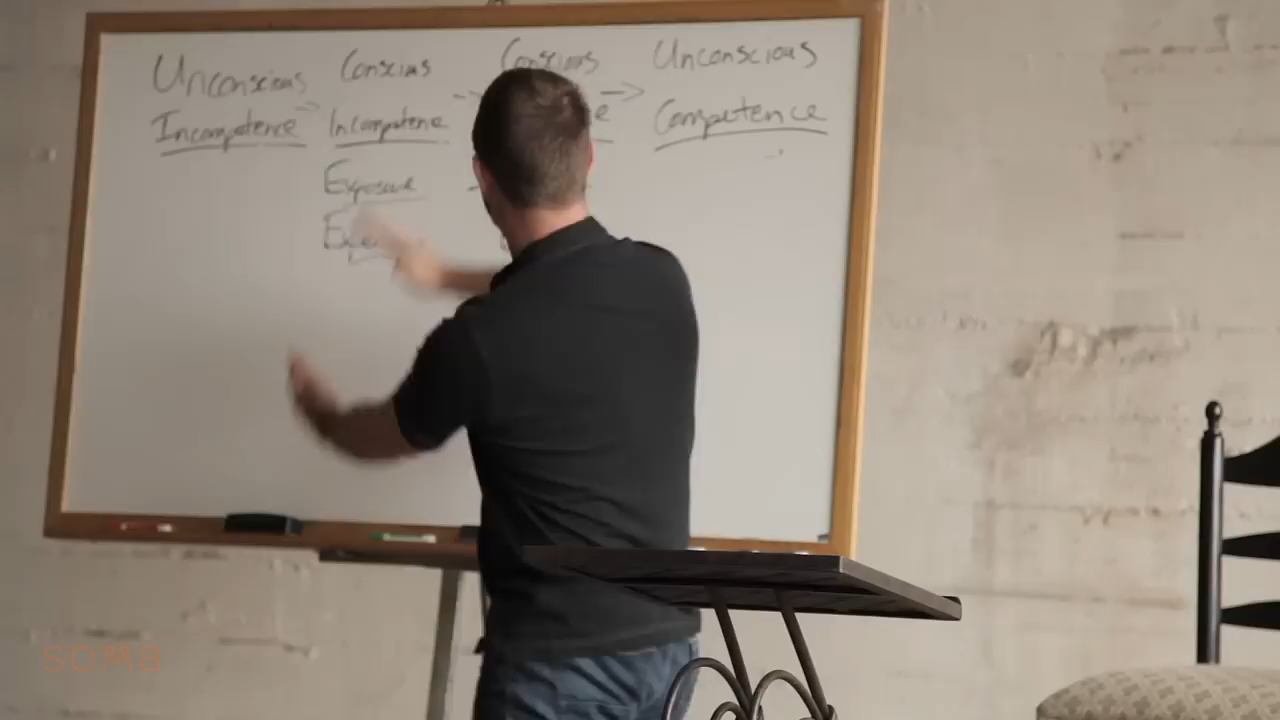 Unconscious Conscious Conscious Unconscious
Incompetence → Incompetence → → Competence
Exposure
soma